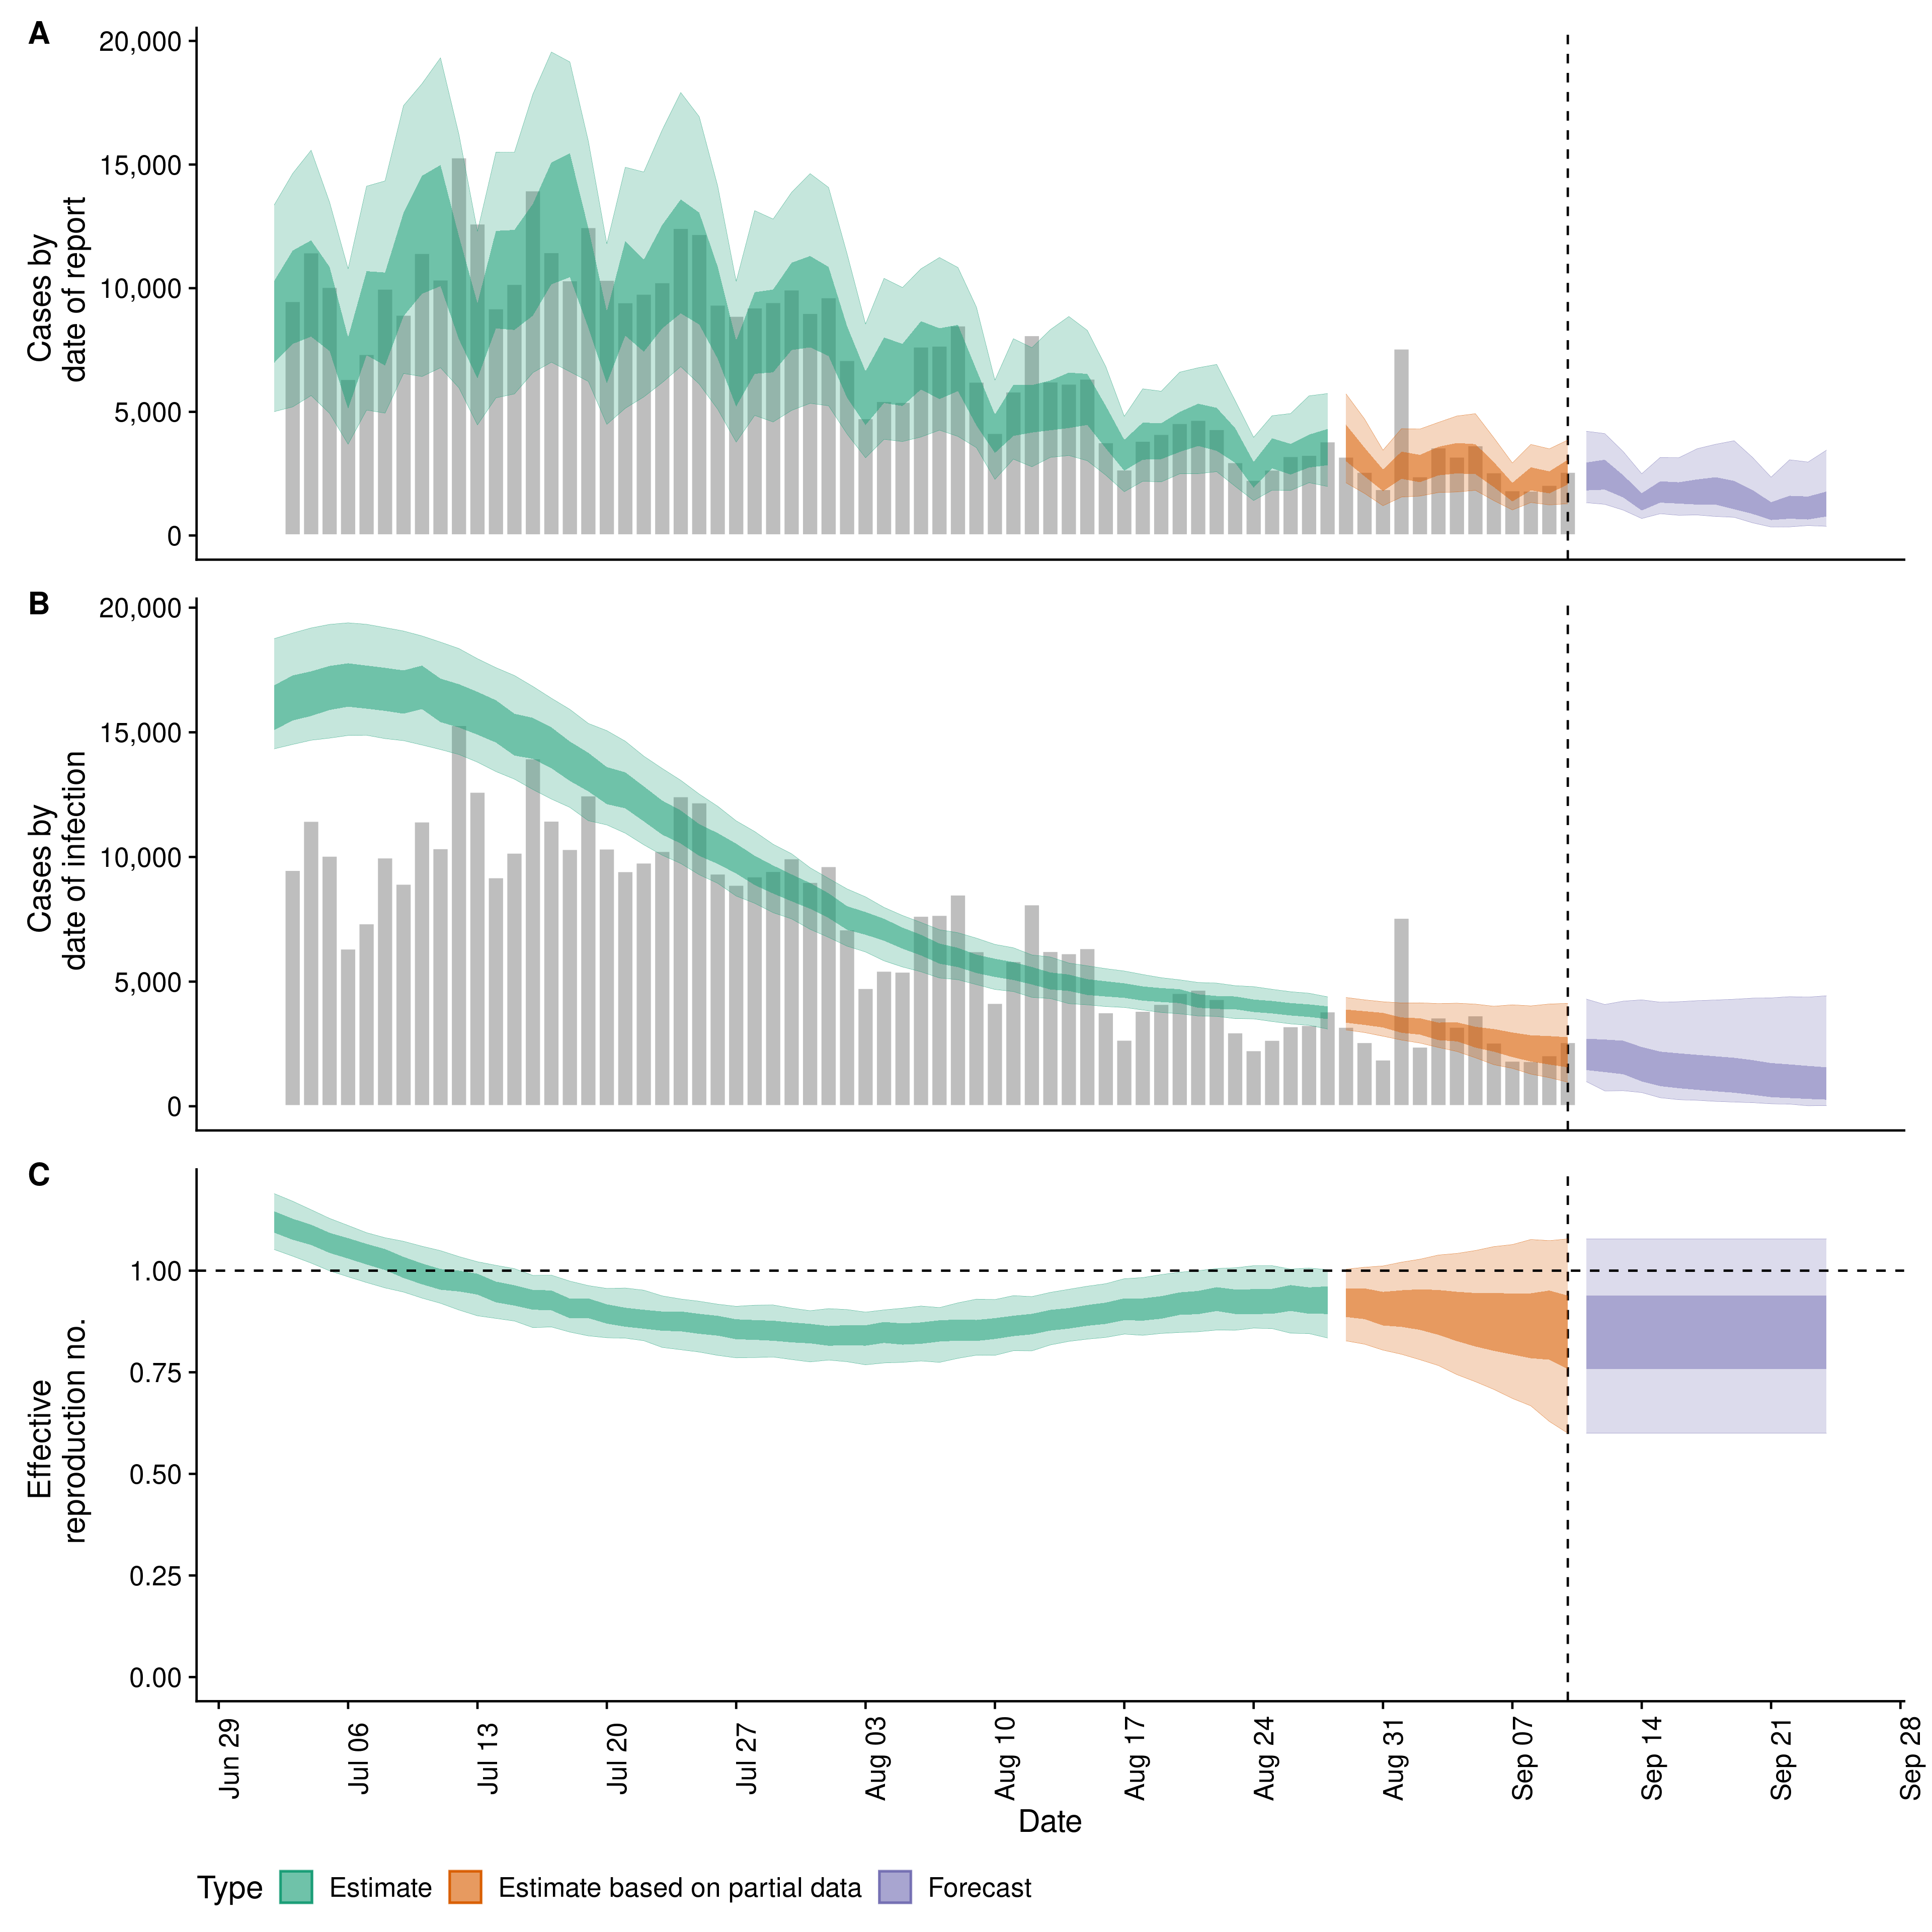 A
20,000
15,000
10,000
5,000
0
Cases by
date of report
B
20,000
15,000
10,000
5,000
0
Cases by
date of infection
C
1.00
0.75
0.50
0.25
0.00
Effective
reproduction no.
Jun 29
Jul 06
Jul 13
Jul 20
Jul 27
Aug 03
Aug 10
Aug 17
Aug 24
Aug 31
Sep 07
Sep 14
Sep 21
Sep 28
Date
Type Estimate Estimate based on partial data Forecast